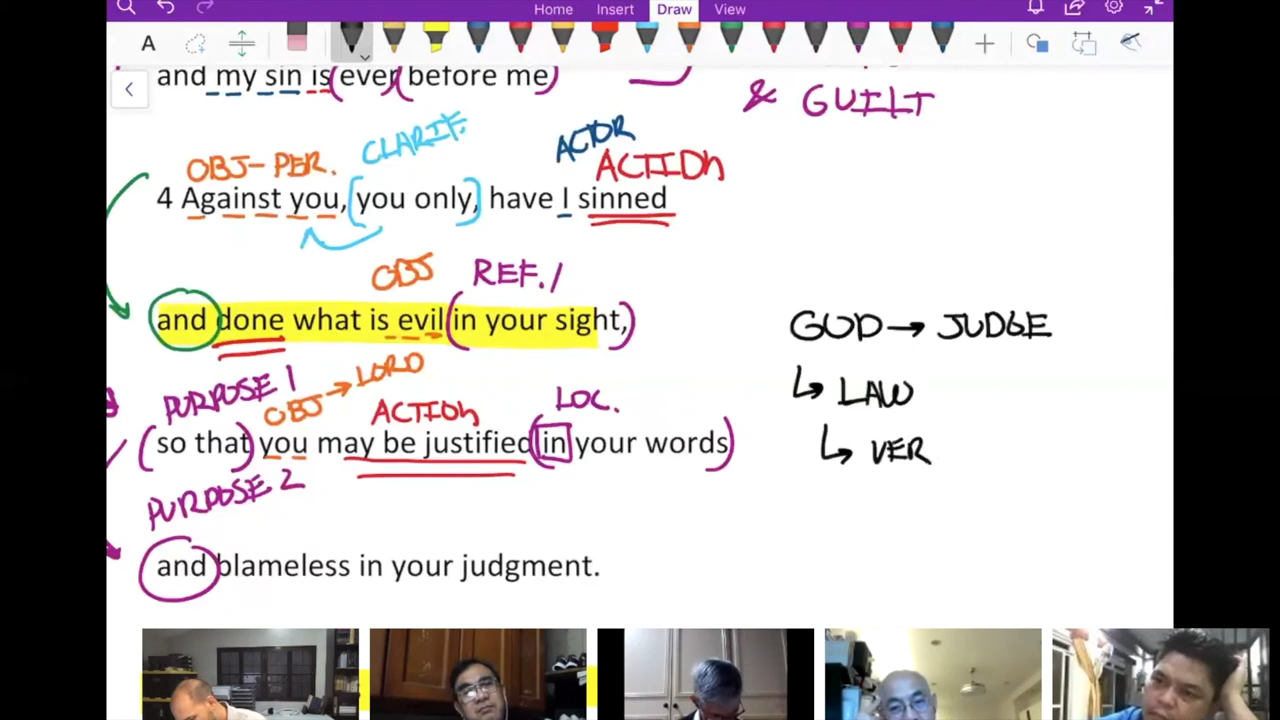 Home Insert Draw View
A
and my sin is (ever) (before me)
& GUILT
CLARIF. ACTOR
OBJ-PER. ACTION
4 Against you, [you only,] have I sinned
OBJ REF./
and done what is evil (in your sight,)
GOD → JUDGE
↳ LAW
↳ VER
PURPOSE 1 OBJ → LORD ACTION LOC.
(so that) you may be justified (in your words)
PURPOSE 2
and blameless in your judgment.